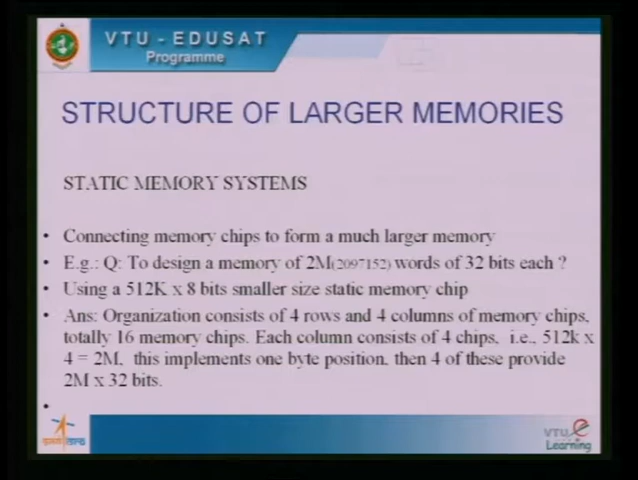 VTU - EDUSAT
Programme
STRUCTURE OF LARGER MEMORIES
STATIC MEMORY SYSTEMS
• Connecting memory chips to form a much larger memory
• E.g.: Q: To design a memory of 2M(2097152) words of 32 bits each ?
• Using a 512K x 8 bits smaller size static memory chip
• Ans: Organization consists of 4 rows and 4 columns of memory chips,
totally 16 memory chips. Each column consists of 4 chips, i.e., 512k x
4 = 2M, this implements one byte position, then 4 of these provide
2M x 32 bits.
•
VTU e
Learning